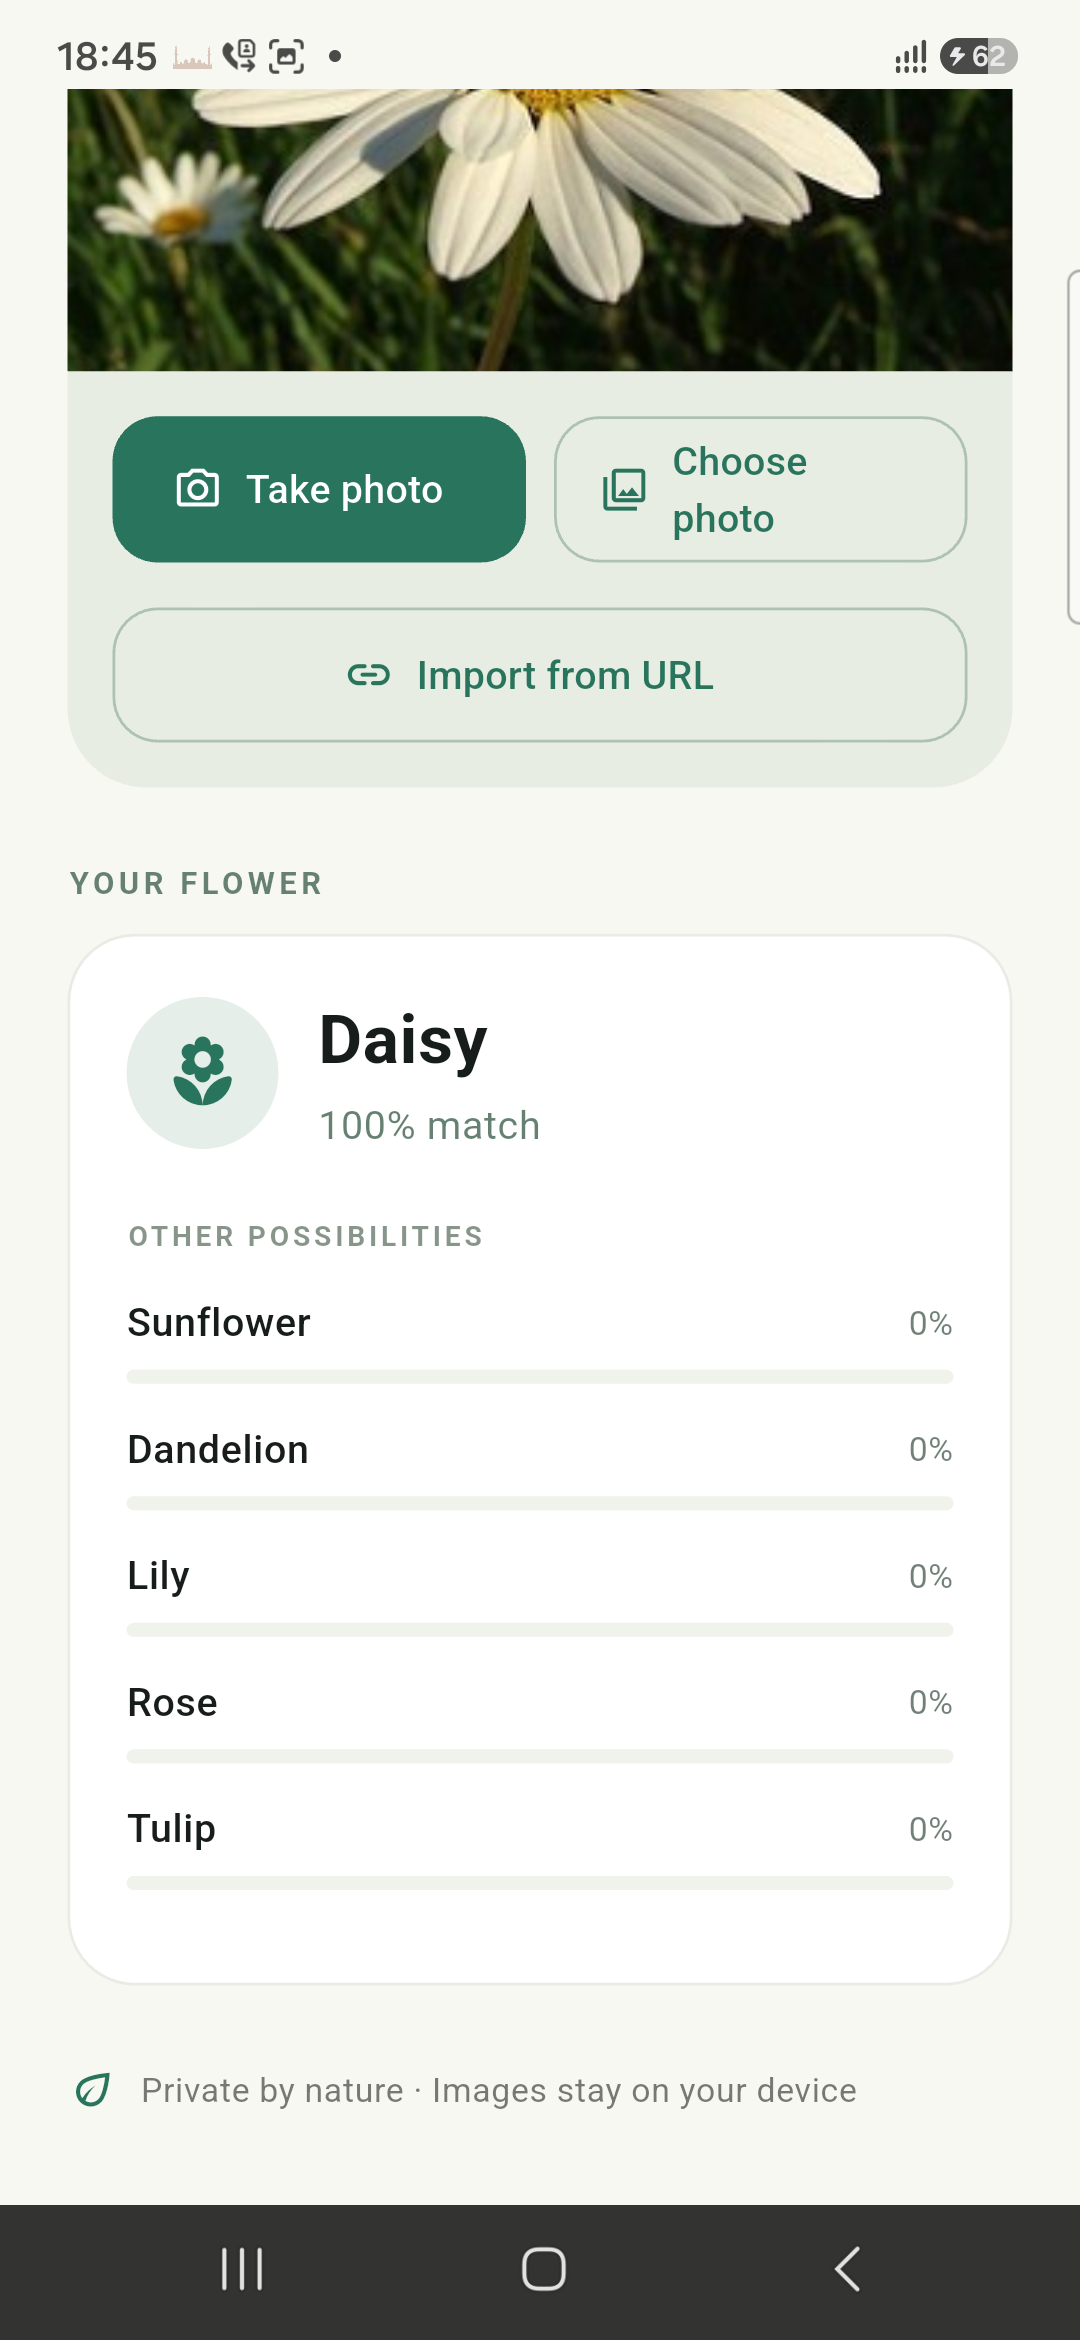 18:45
62
Take photo
Choose
photo
Import from URL
YOUR FLOWER
Daisy
100% match
OTHER POSSIBILITIES
Sunflower 0%
Dandelion 0%
Lily 0%
Rose 0%
Tulip 0%
Private by nature · Images stay on your device